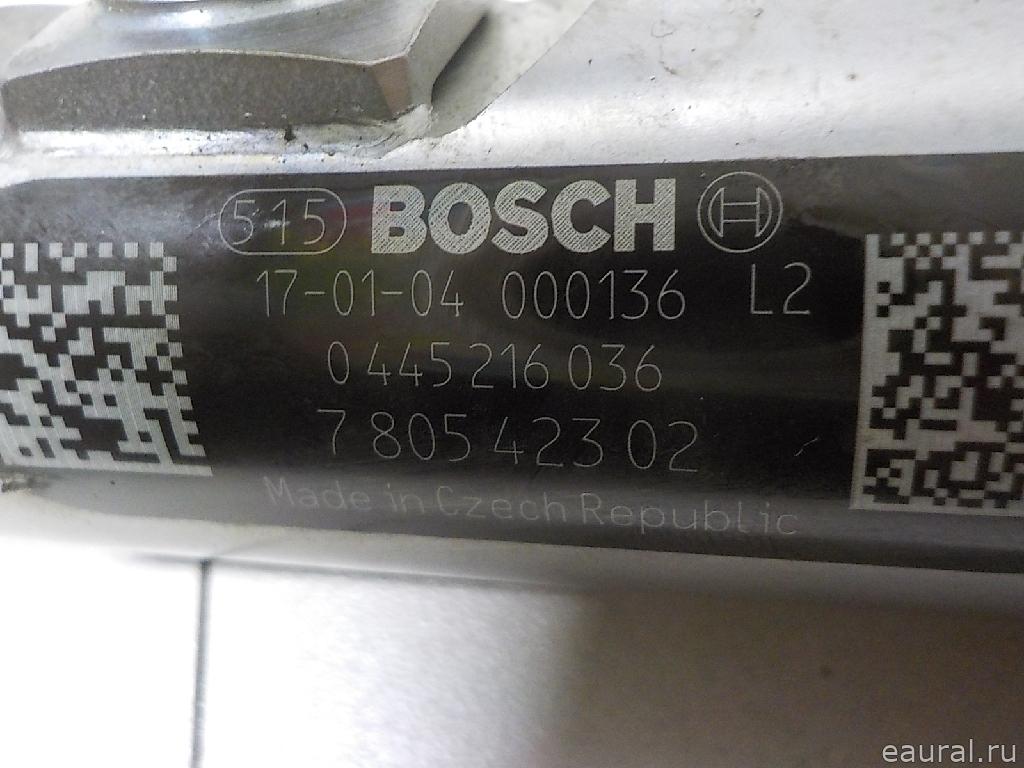 515 BOSCH
17-01-04 000136 L2
0 445 216 036
7 805 423 02
Made in Czech Republic
eaural.ru